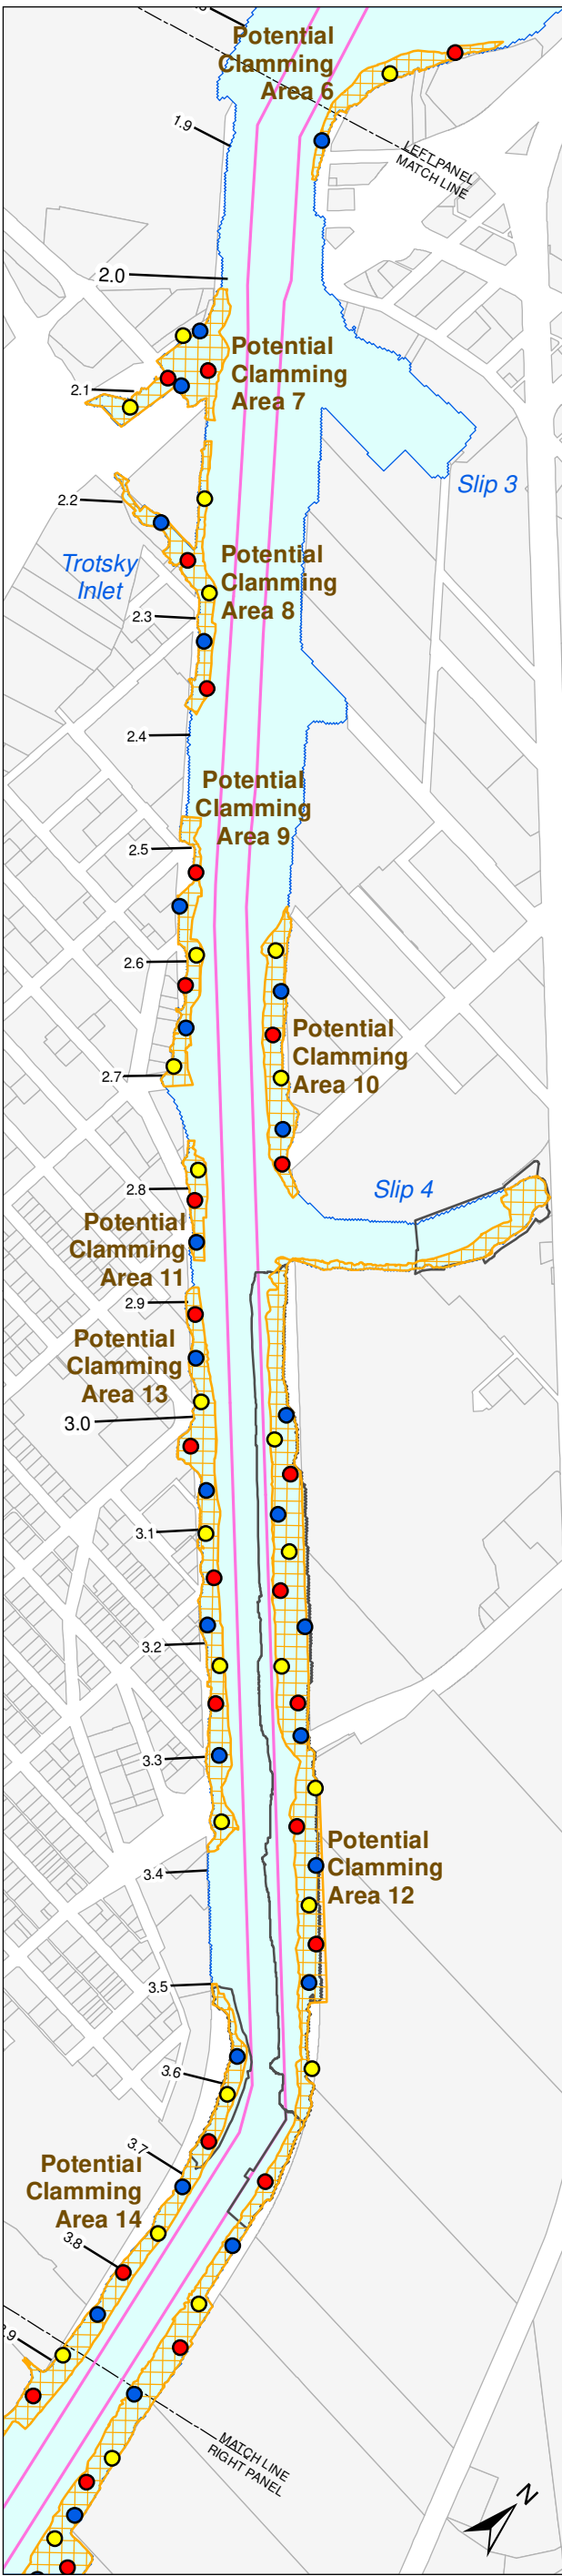 Potential
Clamming
Area 6
1.9
LEFT PANEL
MATCH LINE
2.0
Potential
Clamming
Area 7
2.1
Slip 3
2.2
Trotsky
Inlet
Potential
Clamming
Area 8
2.3
2.4
Potential
Clamming
Area 9
2.5
2.6
Potential
Clamming
Area 10
2.7
2.8
Slip 4
Potential
Clamming
Area 11
2.9
Potential
Clamming
Area 13
3.0
3.1
3.2
3.3
Potential
Clamming
Area 12
3.4
3.5
3.6
3.7
Potential
Clamming
Area 14
3.8
.9
MATCH LINE
RIGHT PANEL
N